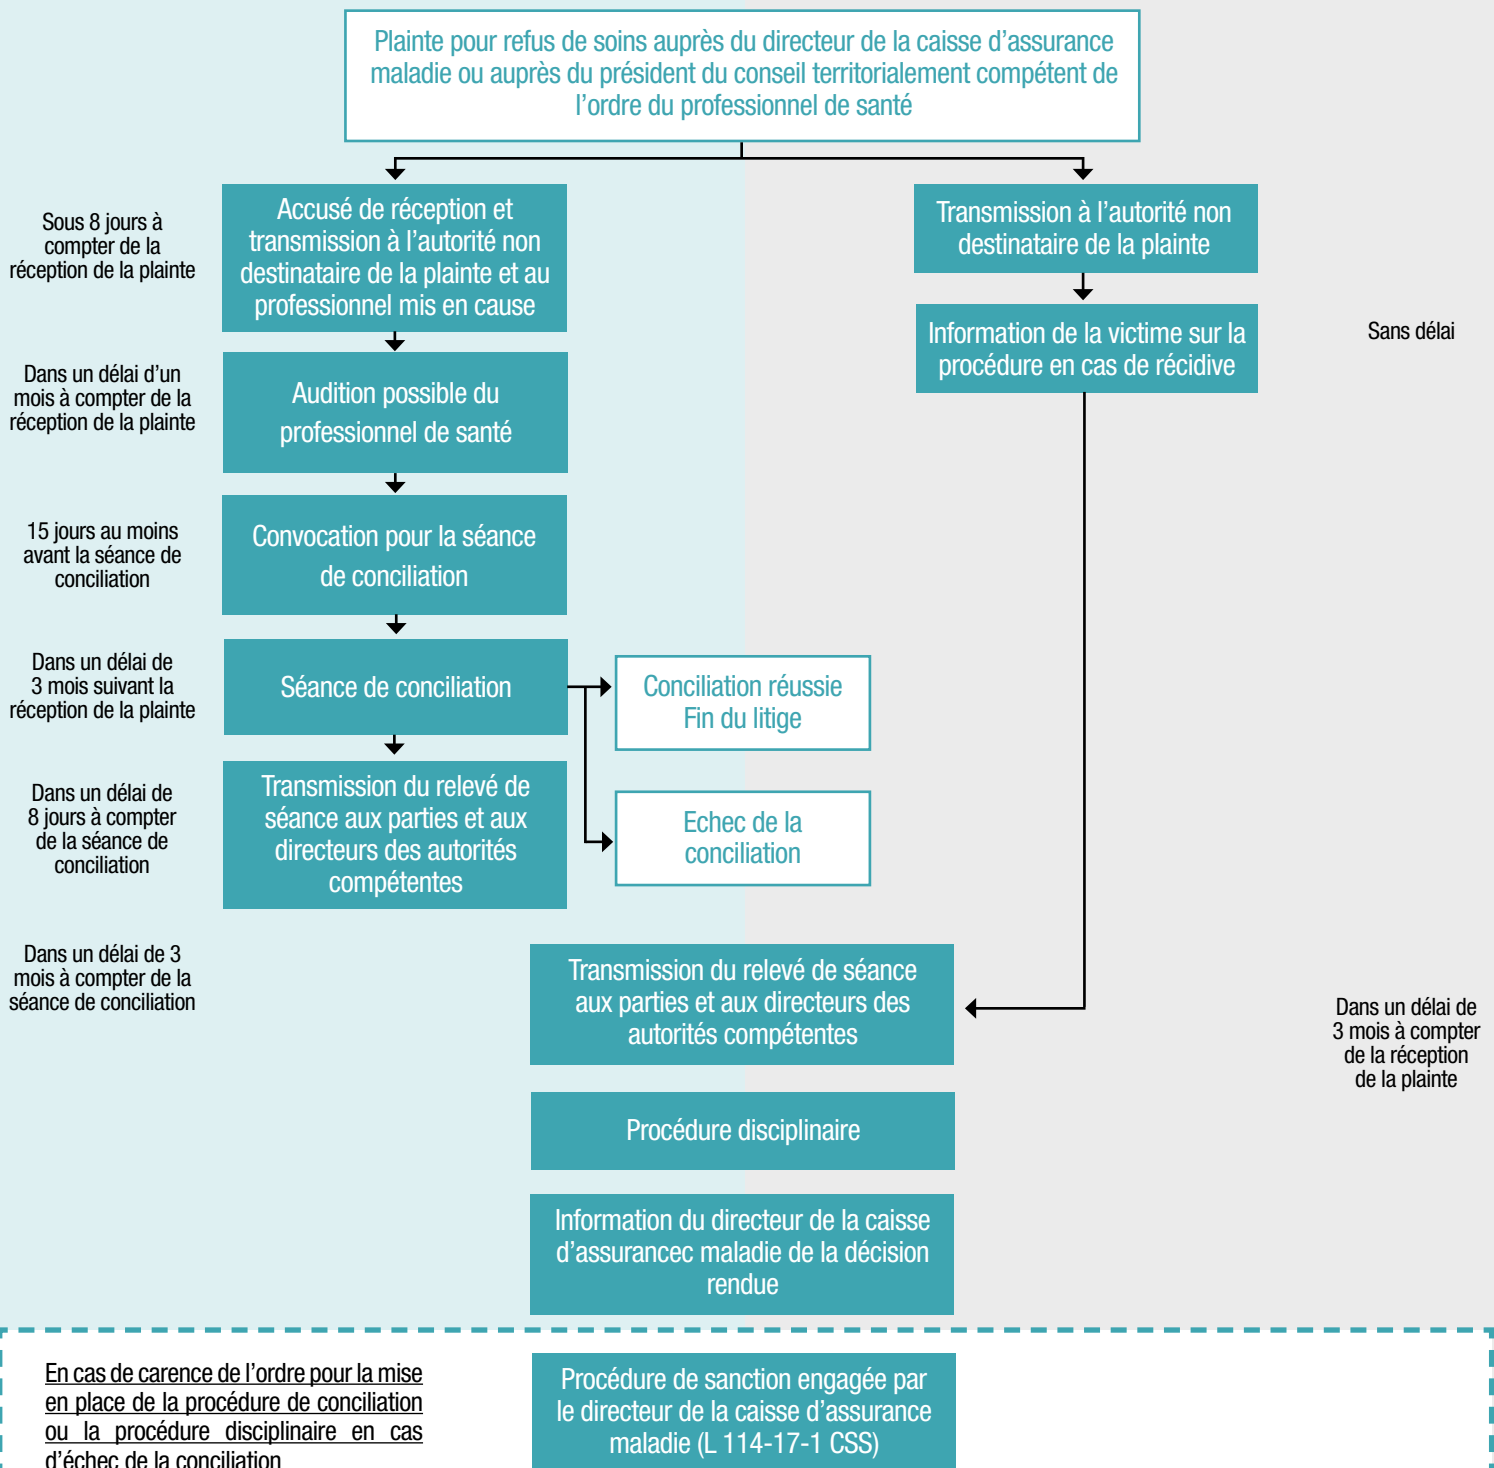 Plainte pour refus de soins auprès du directeur de la caisse d'assurance
maladie ou auprès du président du conseil territorialement compétent de
l'ordre du professionnel de santé
Sous 8 jours à
compter de la
réception de la plainte
Accusé de réception et
transmission à l'autorité non
destinataire de la plainte et au
professionnel mis en cause
Transmission à l'autorité non
destinataire de la plainte
Information de la victime sur la
procédure en cas de récidive
Sans délai
Dans un délai d'un
mois à compter de la
réception de la plainte
Audition possible du
professionnel de santé
15 jours au moins
avant la séance de
conciliation
Convocation pour la séance
de conciliation
Dans un délai de
3 mois suivant la
réception de la plainte
Séance de conciliation
Conciliation réussie
Fin du litige
Dans un délai de
8 jours à compter
de la séance de
conciliation
Transmission du relevé de
séance aux parties et aux
directeurs des autorités
compétentes
Echec de la
conciliation
Dans un délai de 3
mois à compter de la
séance de conciliation
Transmission du relevé de séance
aux parties et aux directeurs des
autorités compétentes
Dans un délai de
3 mois à compter
de la réception
de la plainte
Procédure disciplinaire
Information du directeur de la caisse
d'assurancec maladie de la décision
rendue
En cas de carence de l'ordre pour la mise
en place de la procédure de conciliation
ou la procédure disciplinaire en cas
d'échec de la conciliation
Procédure de sanction engagée par
le directeur de la caisse d'assurance
maladie (L 114-17-1 CSS)